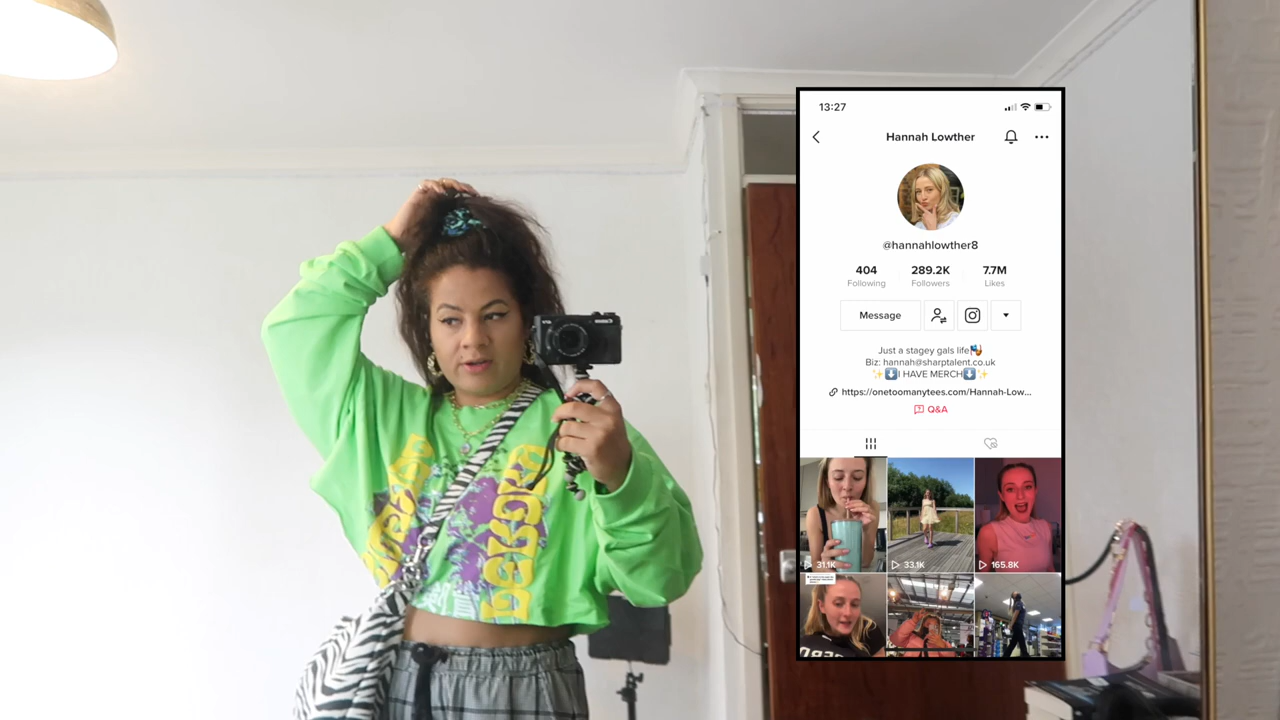 13:27
Hannah Lowther
@hannahlowther8
404 289.2K 7.7M
Following Followers Likes
Message
Just a stagey gals life🎭
Biz: hannah@sharptalent.co.uk
✨⬇️I HAVE MERCH⬇️✨
https://onetoomanytees.com/Hannah-Low...
Q&A
31.1K 33.1K 165.8K